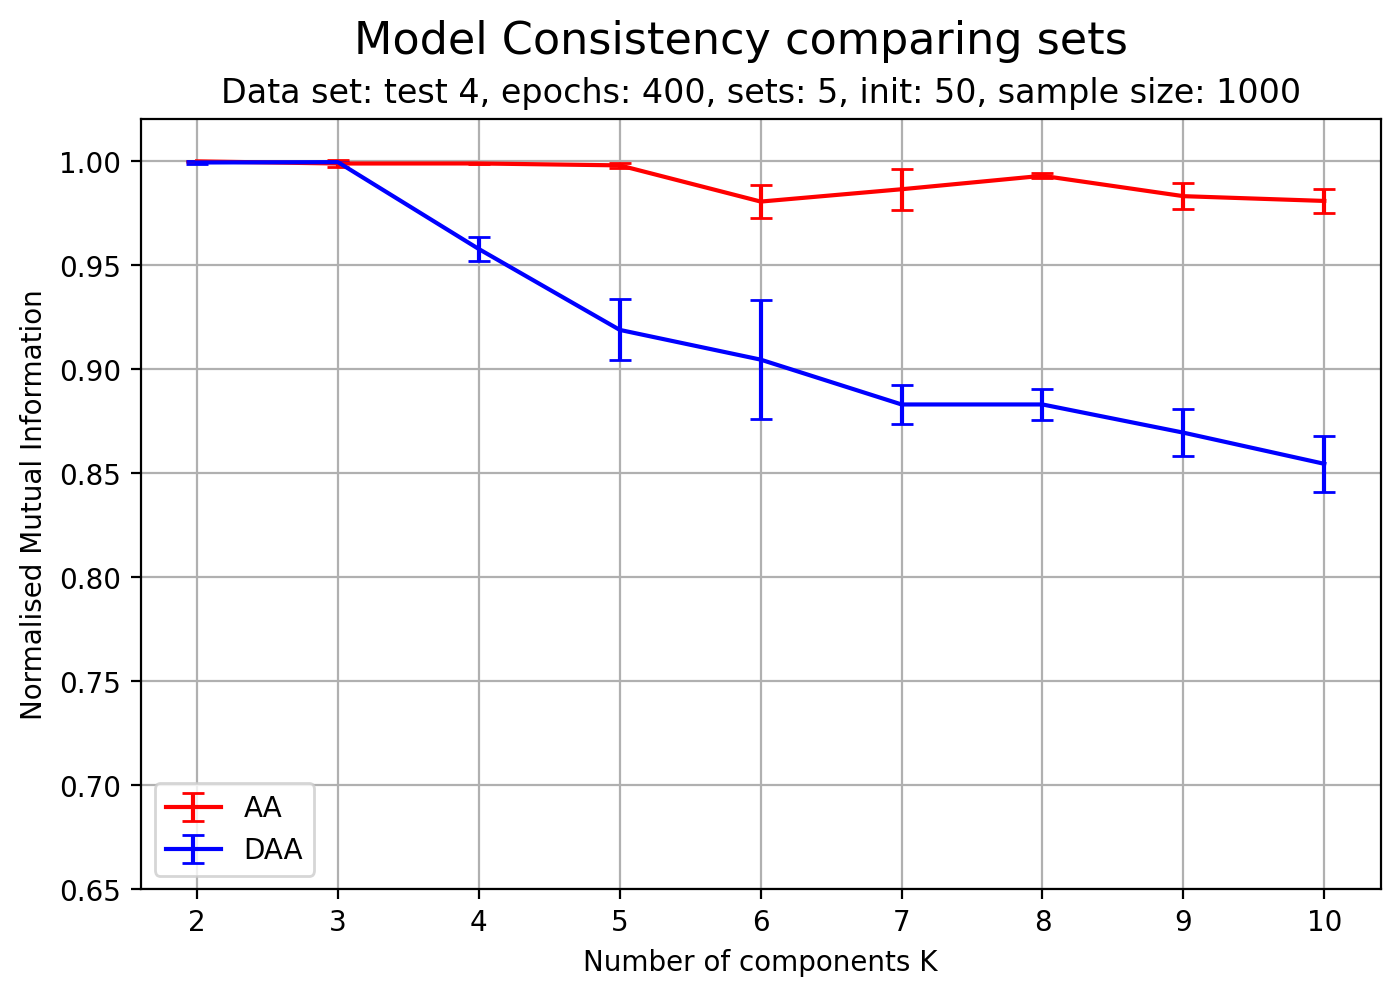 Model Consistency comparing sets
Data set: test 4, epochs: 400, sets: 5, init: 50, sample size: 1000
Normalised Mutual Information
1.00
0.95
0.90
0.85
0.80
0.75
0.70
0.65
AA
DAA
2 3 4 5 6 7 8 9 10
Number of components K